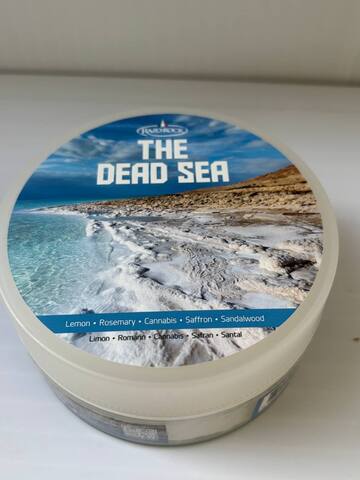 RAZOROCK
THE
DEAD SEA
Lemon • Rosemary • Cannabis • Saffron • Sandalwood
Limon • Romarin • Cannabis • Safran • Santal